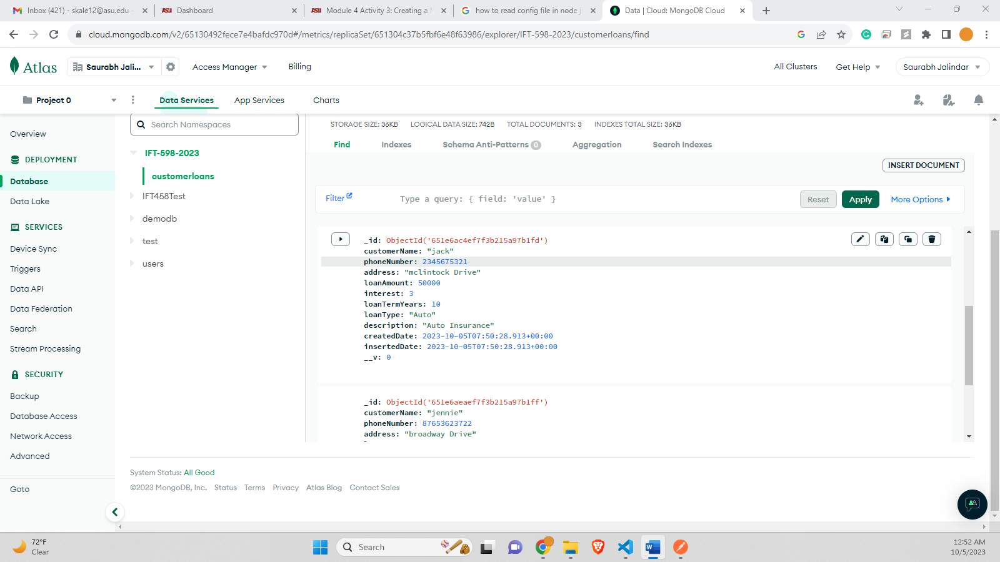 Inbox (421) - skale12@asu.edu -
Dashboard
Module 4 Activity 3: Creating a M
how to read config file in node j
Data | Cloud: MongoDB Cloud
cloud.mongodb.com/v2/65130492fece7e4bafdc970d#/metrics/replicaSet/651304c37b5fbf6e48f63986/explorer/IFT-598-2023/customerloans/find
Atlas
Saurabh Jali...
Access Manager
Billing
All Clusters
Get Help
Saurabh Jalindar
Project 0
Data Services
App Services
Charts
Overview
DEPLOYMENT
Database
Data Lake
SERVICES
Device Sync
Triggers
Data API
Data Federation
Search
Stream Processing
SECURITY
Backup
Database Access
Network Access
Advanced
Goto
Search Namespaces
IFT-598-2023
customerloans
IFT458Test
demodb
test
users
STORAGE SIZE: 36KB LOGICAL DATA SIZE: 742B TOTAL DOCUMENTS: 3 INDEXES TOTAL SIZE: 36KB
Find Indexes Schema Anti-Patterns 0 Aggregation Search Indexes
INSERT DOCUMENT
Filter Type a query: { field: 'value' } Reset Apply More Options
_id: ObjectId('651e6ac4ef7f3b215a97b1fd')
customerName: "jack"
phoneNumber: 2345675321
address: "mclintock Drive"
loanAmount: 50000
interest: 3
loanTermYears: 10
loanType: "Auto"
description: "Auto Insurance"
createdDate: 2023-10-05T07:50:28.913+00:00
insertedDate: 2023-10-05T07:50:28.913+00:00
__v: 0
_id: ObjectId('651e6aeaef7f3b215a97b1ff')
customerName: "jennie"
phoneNumber: 87653623722
address: "broadway Drive"
System Status: All Good
©2023 MongoDB, Inc. Status Terms Privacy Atlas Blog Contact Sales
72°F
Clear
Search
12:52 AM
10/5/2023